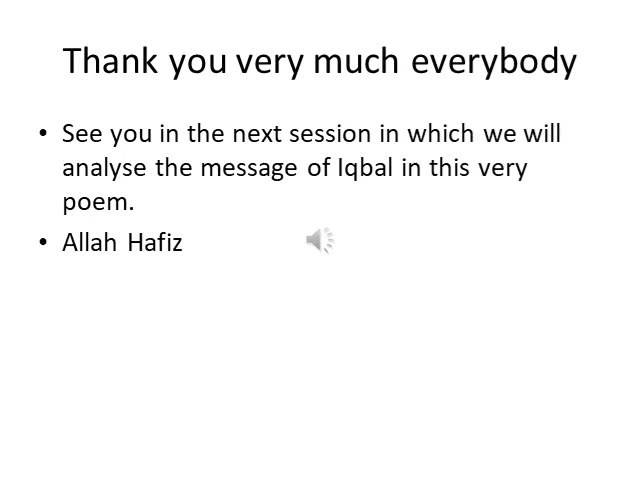 Thank you very much everybody
• See you in the next session in which we will
analyse the message of Iqbal in this very
poem.
• Allah Hafiz